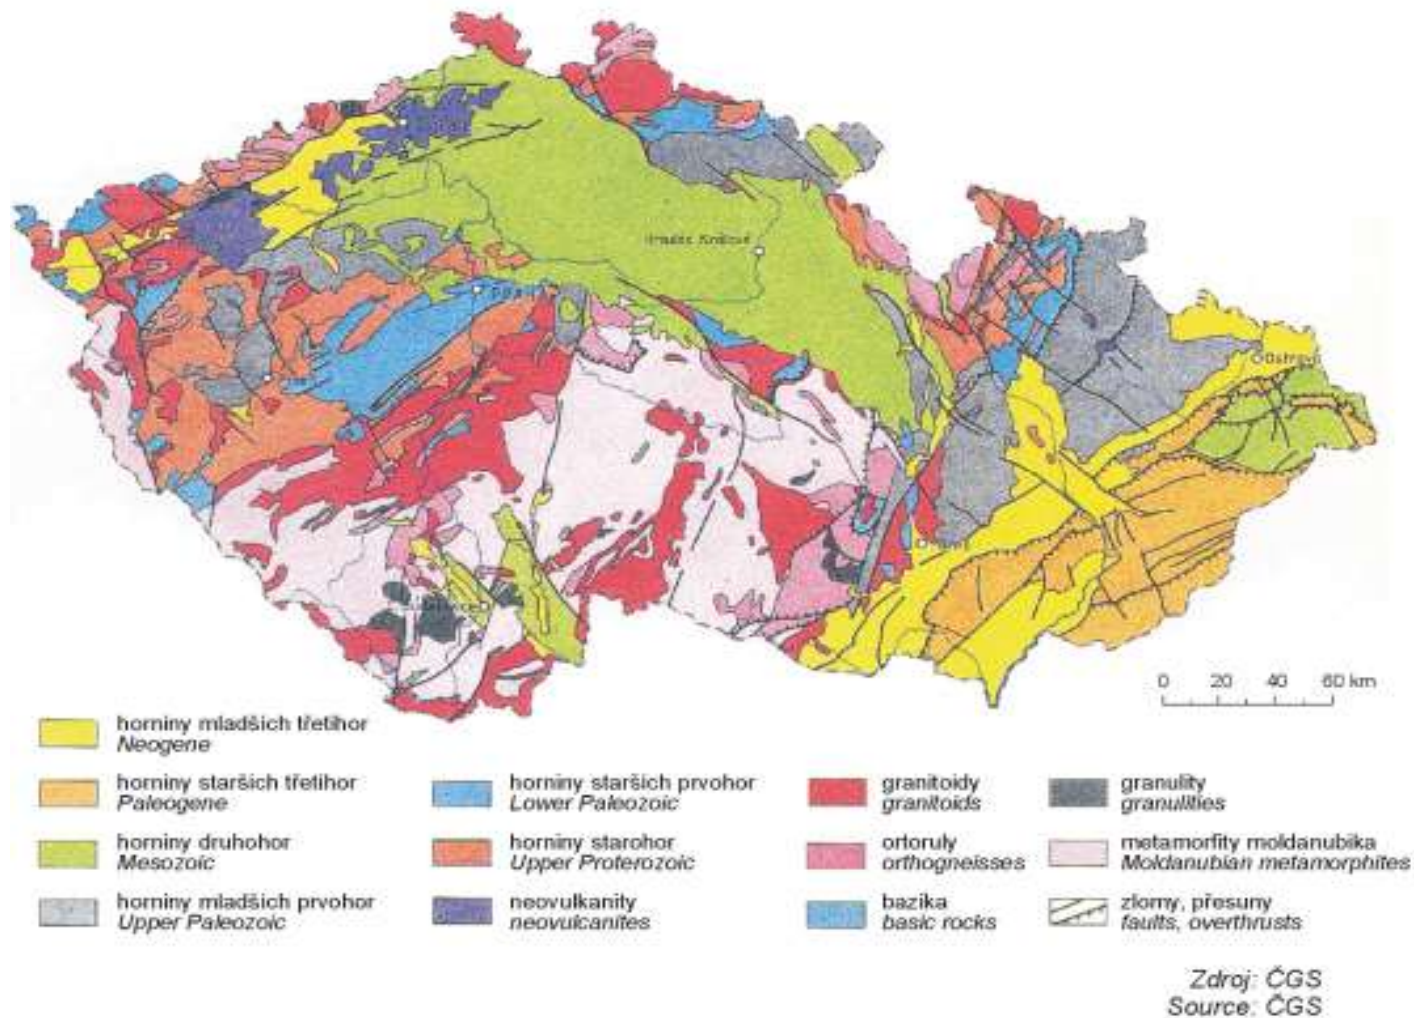 Hradec Králové
Ostrava
0 20 40 60 km
horniny mladších třetihor
Neogene
horniny starších třetihor
Paleogene
horniny druhohor
Mesozoic
horniny mladších prvohor
Upper Paleozoic
horniny starších prvohor
Lower Paleozoic
horniny starohor
Upper Proterozoic
neovulkanity
neovulcanites
granitoidy
granitoids
ortoruly
orthogneisses
bazika
basic rocks
granulity
granulities
metamorfity moldanubika
Moldanubian metamorphites
zlomy, přesuny
faults, overthrusts
Zdroj: ČGS
Source: ČGS